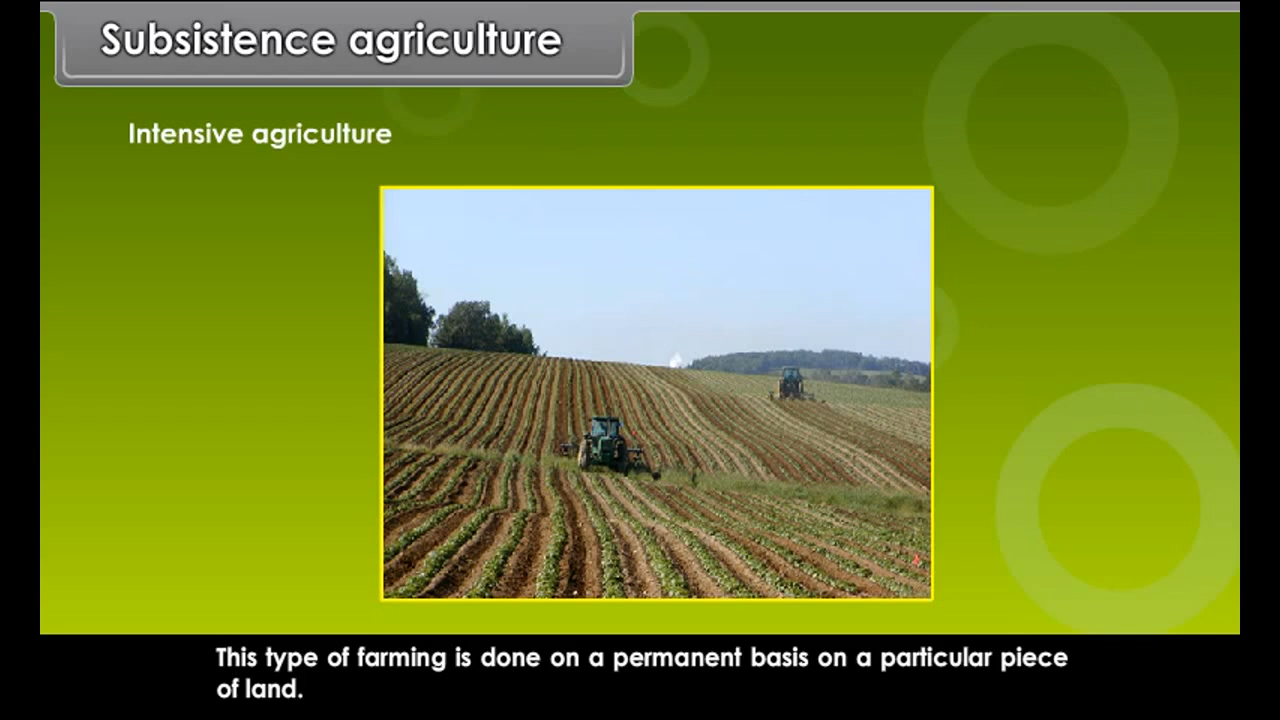 Subsistence agriculture
Intensive agriculture
This type of farming is done on a permanent basis on a particular piece
of land.